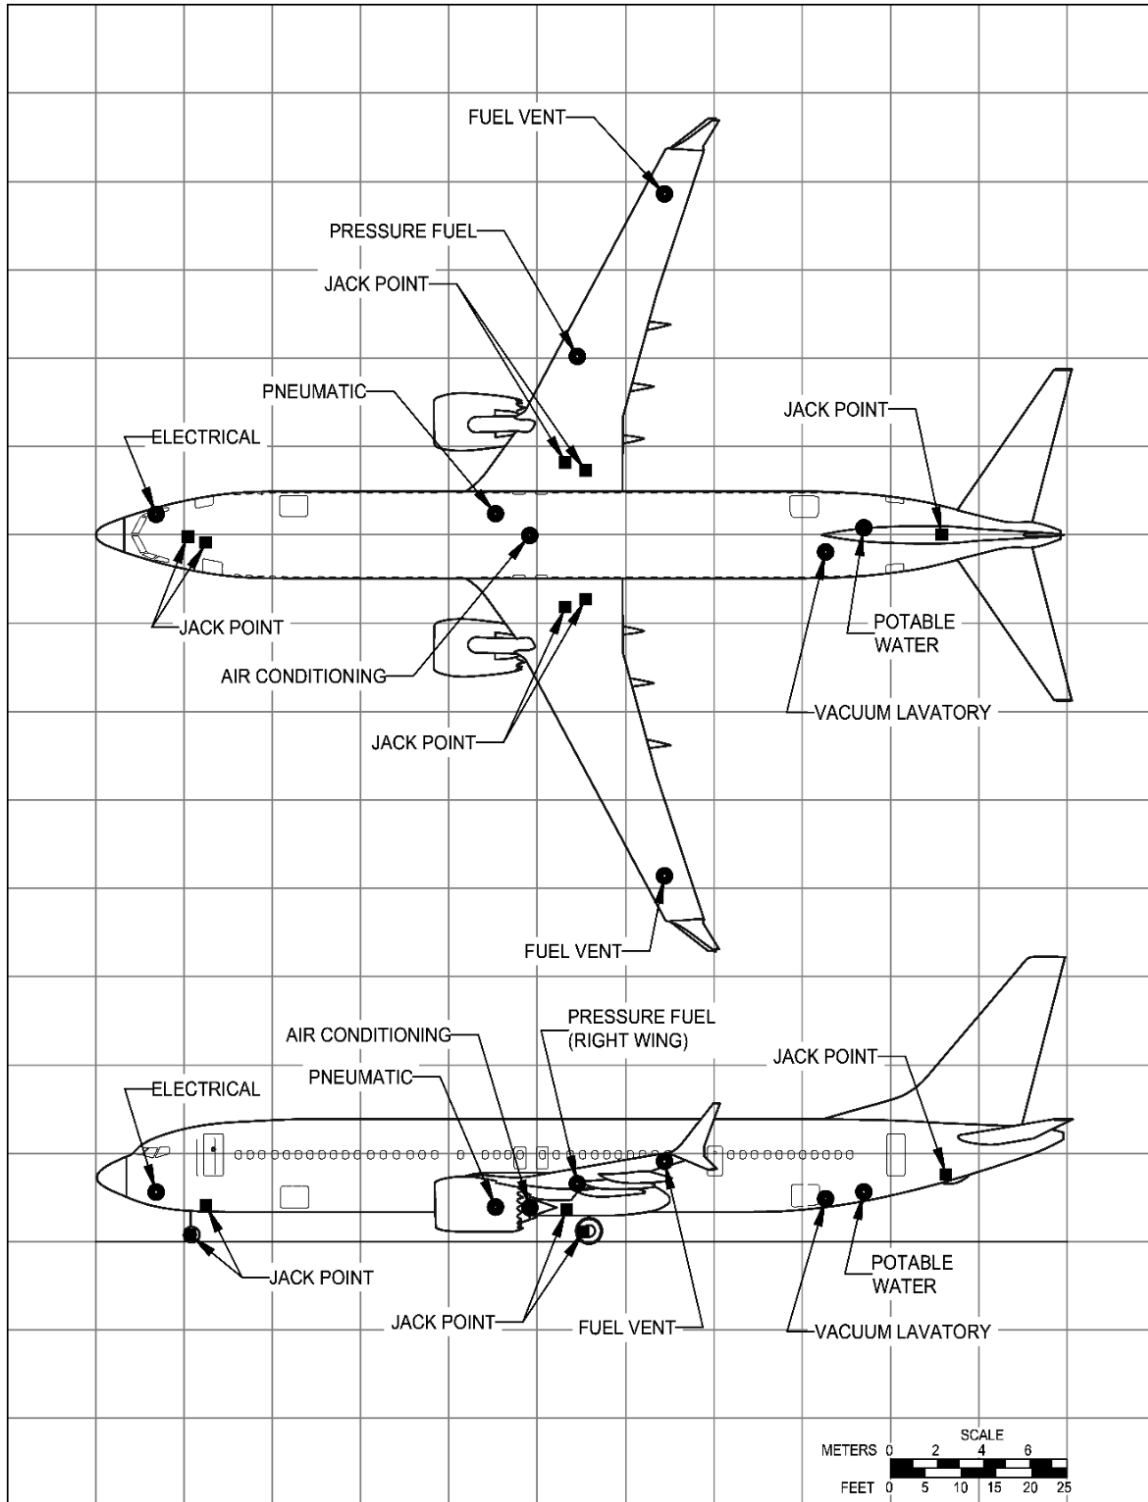 FUEL VENT
PRESSURE FUEL
JACK POINT
PNEUMATIC
JACK POINT
ELECTRICAL
JACK POINT
POTABLE
WATER
AIR CONDITIONING
VACUUM LAVATORY
JACK POINT
FUEL VENT
PRESSURE FUEL
(RIGHT WING)
AIR CONDITIONING
JACK POINT
PNEUMATIC
ELECTRICAL
POTABLE
WATER
JACK POINT
JACK POINT
FUEL VENT
VACUUM LAVATORY
SCALE
METERS 0 2 4 6
FEET 0 5 10 15 20 25